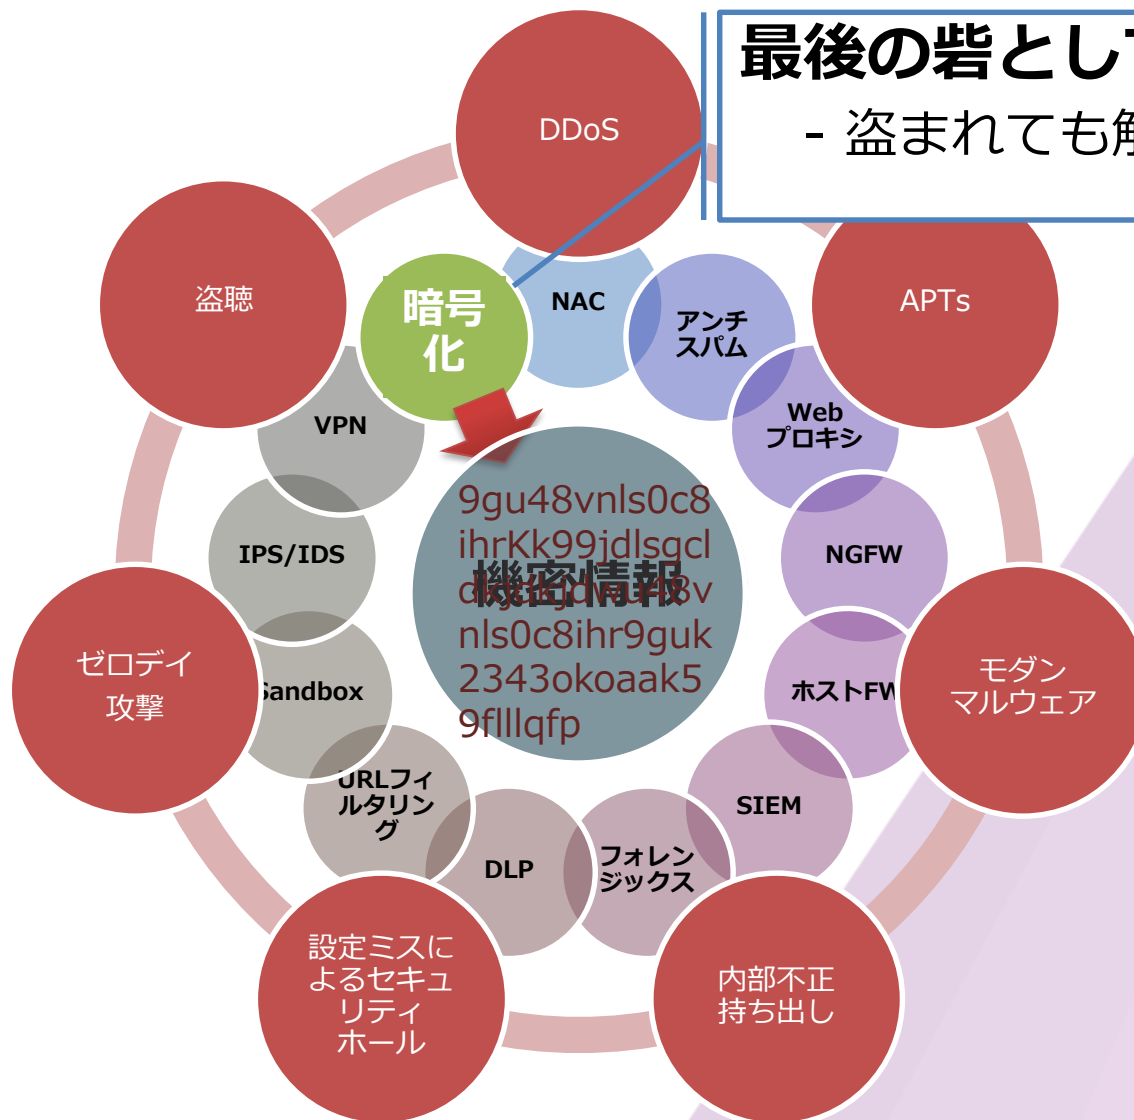 最後の砦とし
- 盗まれても
DDoS
盗聴
暗号
化
NAC
アンチ
スパム
APTs
VPN
Web
プロキシ
IPS/IDS
9gu48vnls0c8
ihrKk99jdlsgcl
機密情報
nls0c8ihr9guk
2343okoaak5
9flllqfp
NGFW
ゼロデイ
攻撃
Sandbox
ホストFW
モダン
マルウェア
URLフィ
ルタリン
グ
SIEM
DLP
フォレン
ジックス
設定ミスに
よるセキュ
リティ
ホール
内部不正
持ち出し